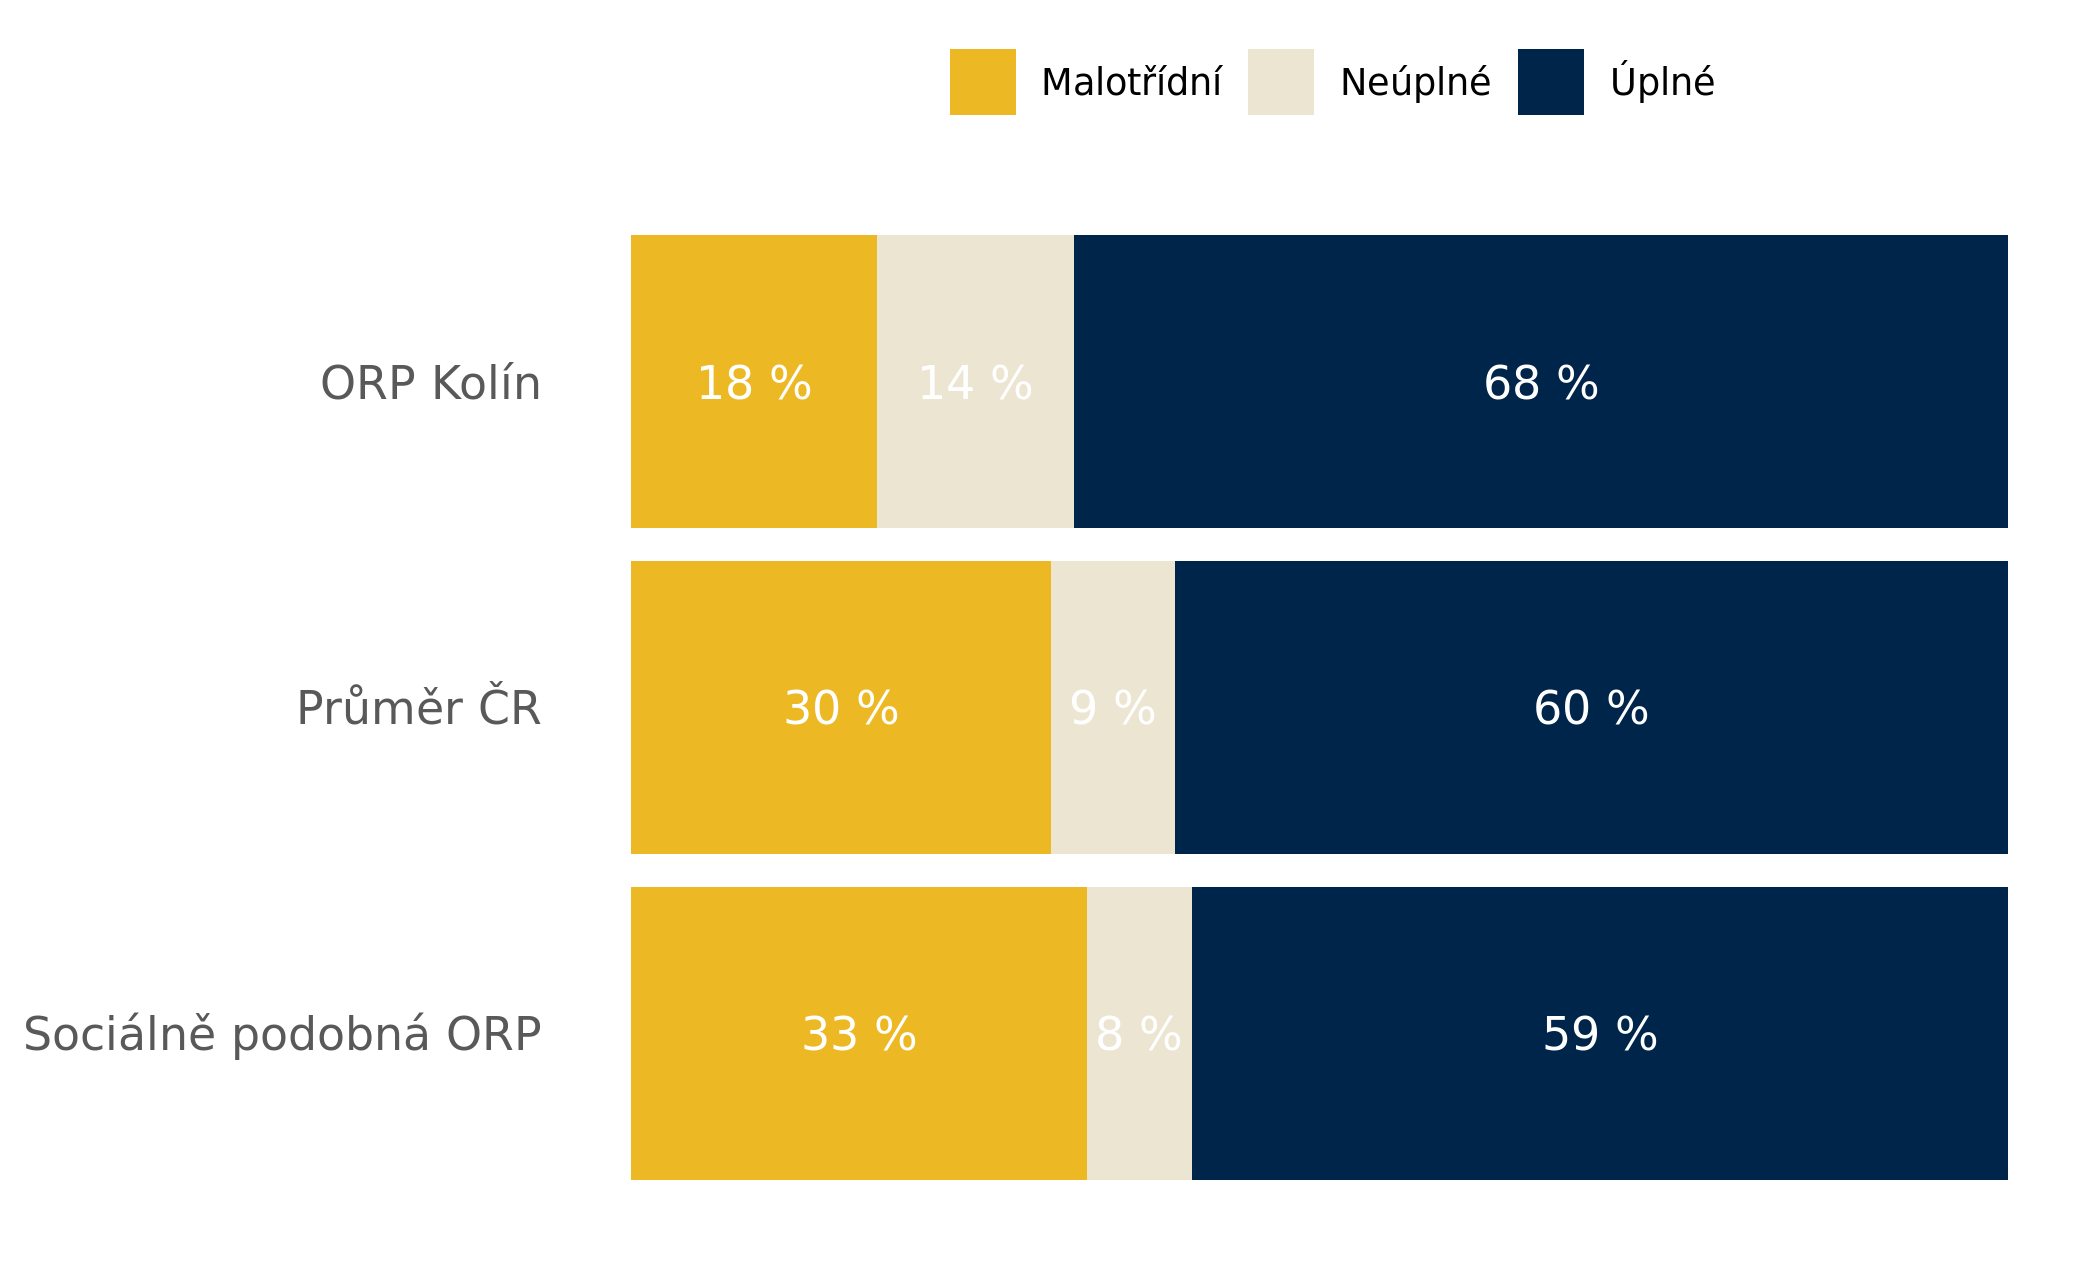 Malotřídní Neúplné Úplné
ORP Kolín 18 % 14 % 68 %
Průměr ČR 30 % 9 % 60 %
Sociálně podobná ORP 33 % 8 % 59 %